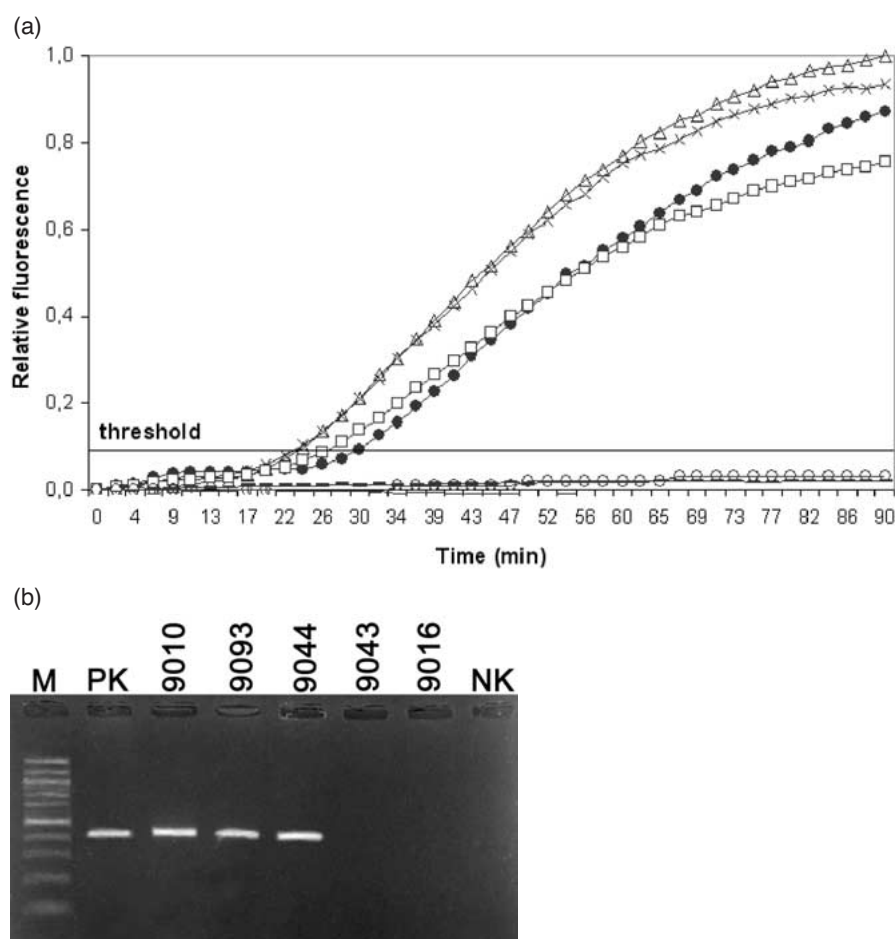 (a)
1,0
0,8
0,6
0,4
0,2
0,0
Relative fluorescence
threshold
0 4 9 13 17 22 26 30 34 39 43 47 52 56 60 65 69 73 77 82 86 90
Time (min)
(b)
M PK 9010 9093 9044 9043 9016 NK